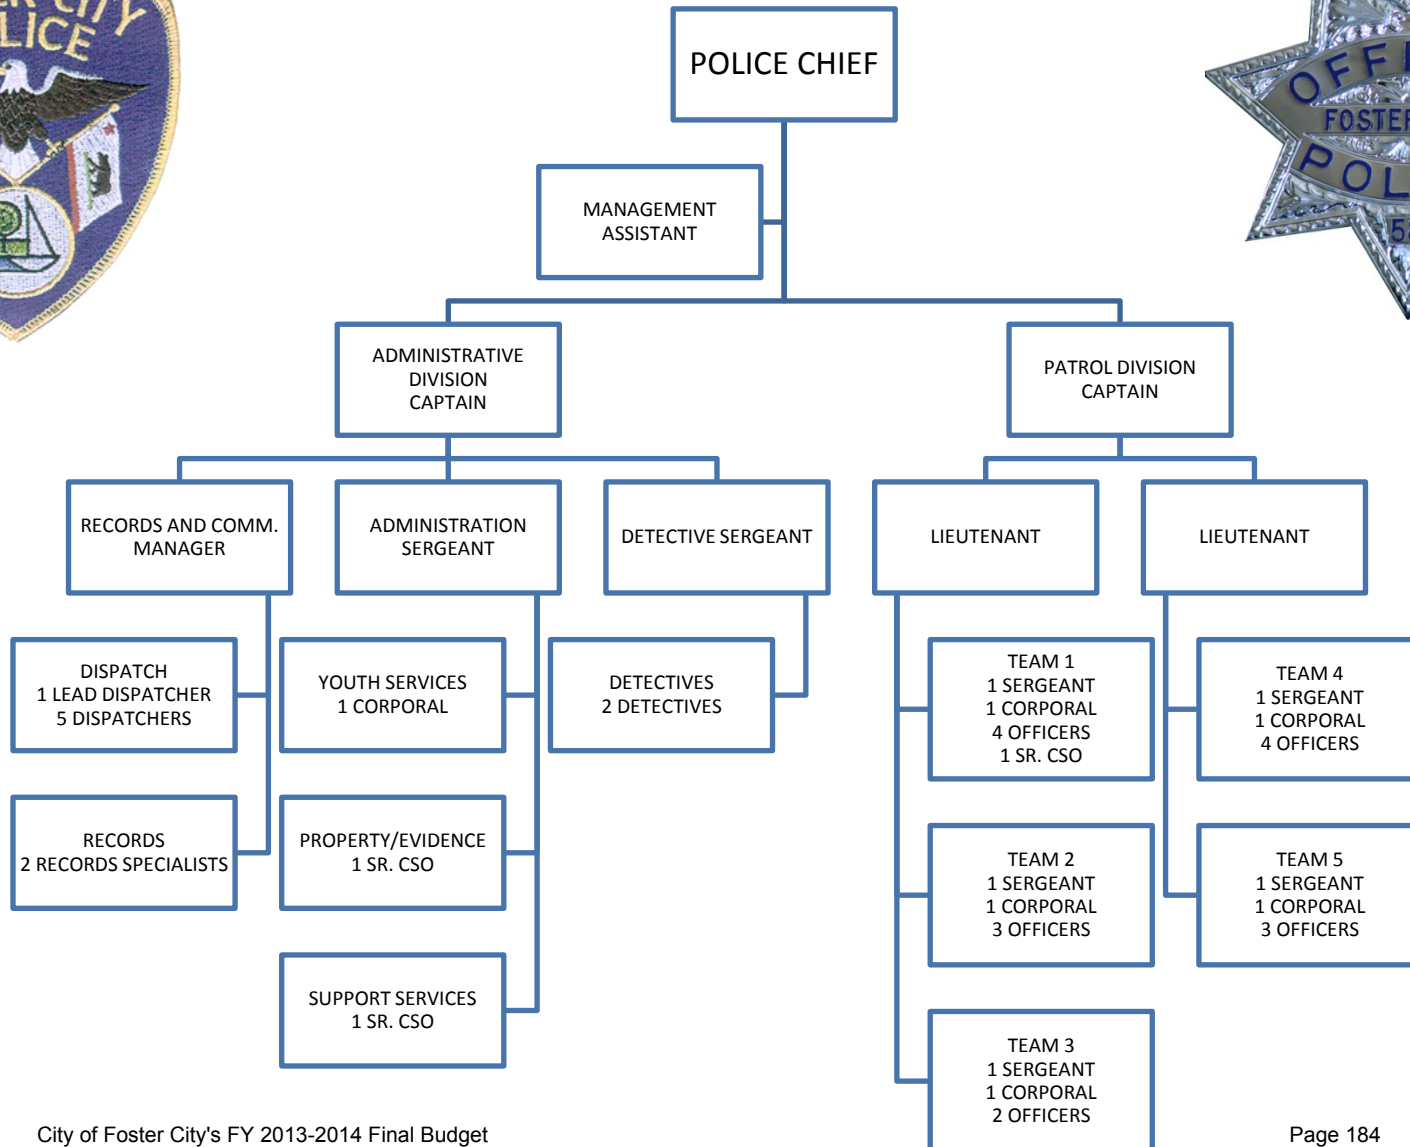 CITY
POLICE CHIEF
FOSTER
MANAGEMENT
ASSISTANT
ADMINISTRATIVE
DIVISION
CAPTAIN
PATROL DIVISION
CAPTAIN
RECORDS AND COMM.
MANAGER
ADMINISTRATION
SERGEANT
DETECTIVE SERGEANT
LIEUTENANT
LIEUTENANT
DISPATCH
1 LEAD DISPATCHER
5 DISPATCHERS
YOUTH SERVICES
1 CORPORAL
DETECTIVES
2 DETECTIVES
TEAM 1
1 SERGEANT
1 CORPORAL
4 OFFICERS
1 SR. CSO
TEAM 4
1 SERGEANT
1 CORPORAL
4 OFFICERS
RECORDS
2 RECORDS SPECIALISTS
PROPERTY/EVIDENCE
1 SR. CSO
TEAM 2
1 SERGEANT
1 CORPORAL
3 OFFICERS
TEAM 5
1 SERGEANT
1 CORPORAL
3 OFFICERS
SUPPORT SERVICES
1 SR. CSO
TEAM 3
1 SERGEANT
1 CORPORAL
2 OFFICERS
City of Foster City's FY 2013-2014 Final Budget
Page 184